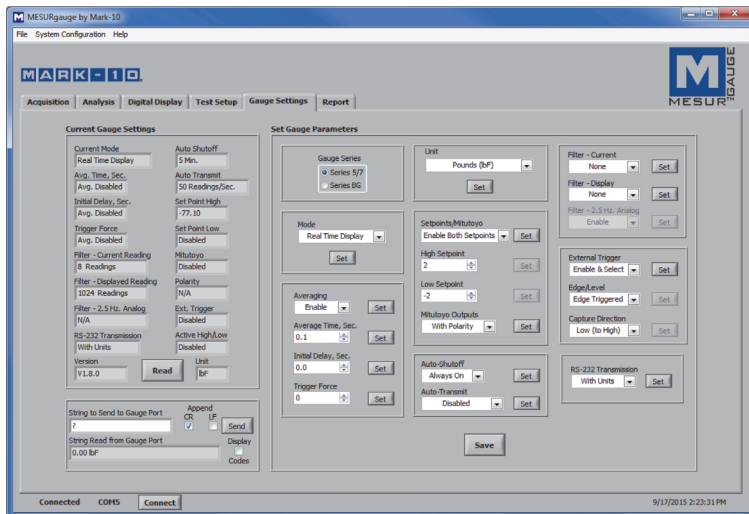 MESURgauge by Mark-10
File System Configuration Help
MARK-10
M
MESUR™ GAUGE
Acquisition Analysis Digital Display Test Setup Gauge Settings Report
Current Gauge Settings
Current Mode Auto Shutoff
Real Time Display 5 Min.
Avg. Time, Sec. Auto Transmit
Avg. Disabled 50 Readings/Sec.
Initial Delay, Sec. Set Point High
Avg. Disabled -77.10
Trigger Force Set Point Low
Avg. Disabled Disabled
Filter - Current Reading Mitutoyo
8 Readings Disabled
Filter - Displayed Reading Polarity
1024 Readings N/A
Filter - 2.5 Hz. Analog Ext. Trigger
N/A Disabled
RS-232 Transmission Active High/Low
With Units Disabled
Version Unit
V1.8.0 Read lbF
String to Send to Gauge Port Append
CR LF
? Send
String Read from Gauge Port Display
0.00 lbF
Codes
Set Gauge Parameters
Gauge Series
Series 5/7
Series BG
Mode
Real Time Display
Set
Averaging
Enable Set
Average Time, Sec.
0.1 Set
Initial Delay, Sec.
0.0 Set
Trigger Force
0 Set
Unit
Pounds (lbF)
Set
Setpoints/Mitutoyo
Enable Both Setpoints Set
High Setpoint
2 Set
Low Setpoint
-2 Set
Mitutoyo Outputs
With Polarity Set
Auto-Shutoff
Always On Set
Auto-Transmit
Disabled Set
Save
Filter - Current
None Set
Filter - Display
None Set
Filter - 2.5 Hz. Analog
Enable Set
External Trigger
Enable & Select Set
Edge/Level
Edge Triggered Set
Capture Direction
Low (to High) Set
RS-232 Transmission
With Units Set
Connected COM5 Connect 9/17/2015 2:23:31 PM